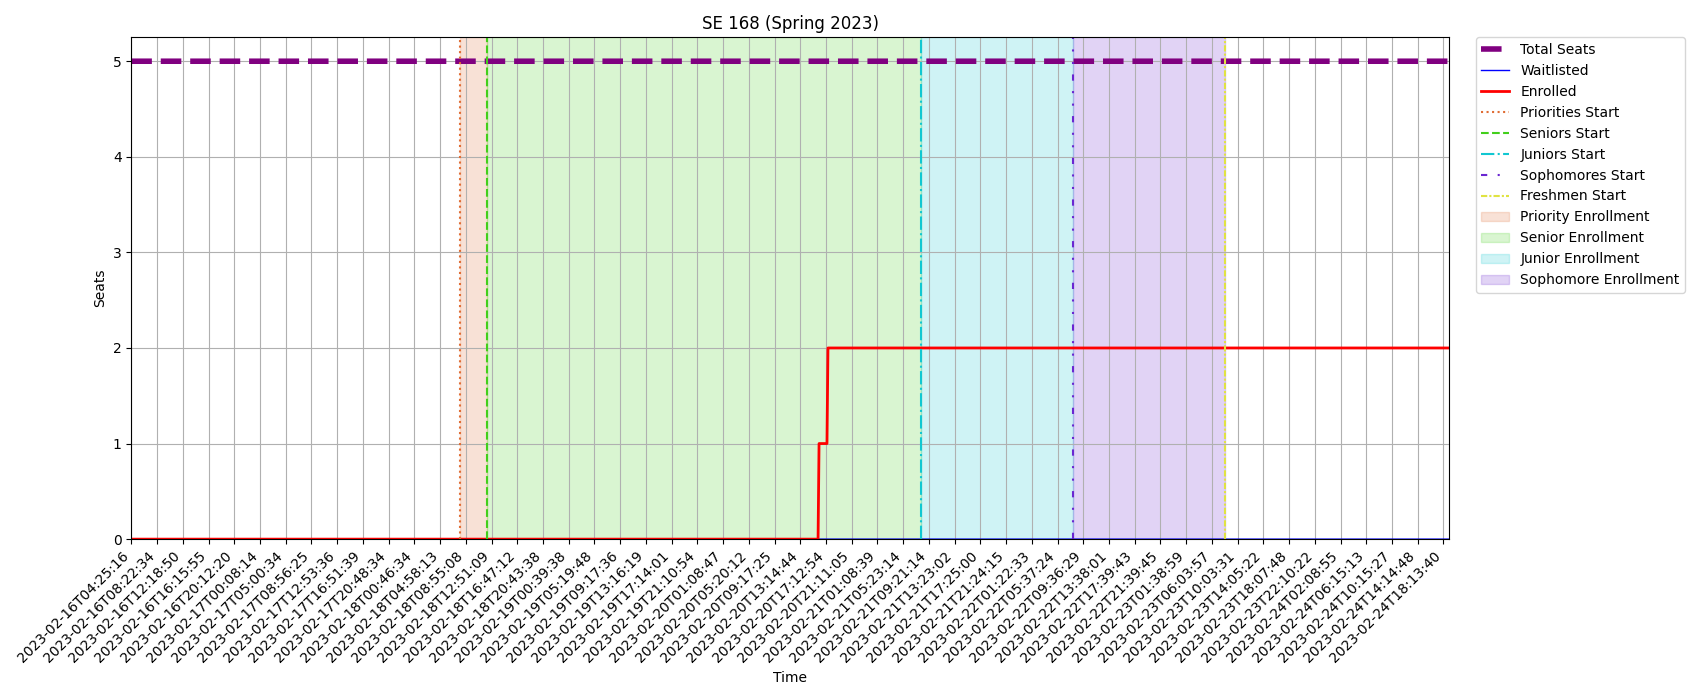 SE 168 (Spring 2023)
5
4
3
2
1
0
Seats
2023-02-16T04:25:16
2023-02-16T08:22:34
2023-02-16T12:18:50
2023-02-16T16:15:55
2023-02-16T20:12:20
2023-02-17T00:08:14
2023-02-17T05:00:34
2023-02-17T08:56:25
2023-02-17T12:53:36
2023-02-17T16:51:39
2023-02-17T20:48:34
2023-02-18T00:46:34
2023-02-18T04:58:13
2023-02-18T08:55:08
2023-02-18T12:51:09
2023-02-18T16:47:12
2023-02-18T20:43:38
2023-02-19T00:39:38
2023-02-19T05:19:48
2023-02-19T09:17:36
2023-02-19T13:16:19
2023-02-19T17:14:01
2023-02-19T21:10:54
2023-02-20T01:08:47
2023-02-20T05:20:12
2023-02-20T09:17:25
2023-02-20T13:14:44
2023-02-20T17:12:54
2023-02-20T21:11:05
2023-02-21T01:08:39
2023-02-21T05:23:14
2023-02-21T09:21:14
2023-02-21T13:23:02
2023-02-21T17:25:00
2023-02-21T21:24:15
2023-02-22T01:22:33
2023-02-22T05:37:24
2023-02-22T09:36:29
2023-02-22T13:38:01
2023-02-22T17:39:43
2023-02-22T21:39:45
2023-02-23T01:38:59
2023-02-23T06:03:57
2023-02-23T10:03:31
2023-02-23T14:05:22
2023-02-23T18:07:48
2023-02-23T22:10:22
2023-02-24T02:08:55
2023-02-24T06:15:13
2023-02-24T10:15:27
2023-02-24T14:14:48
2023-02-24T18:13:40
Time
Total Seats
Waitlisted
Enrolled
Priorities Start
Seniors Start
Juniors Start
Sophomores Start
Freshmen Start
Priority Enrollment
Senior Enrollment
Junior Enrollment
Sophomore Enrollment